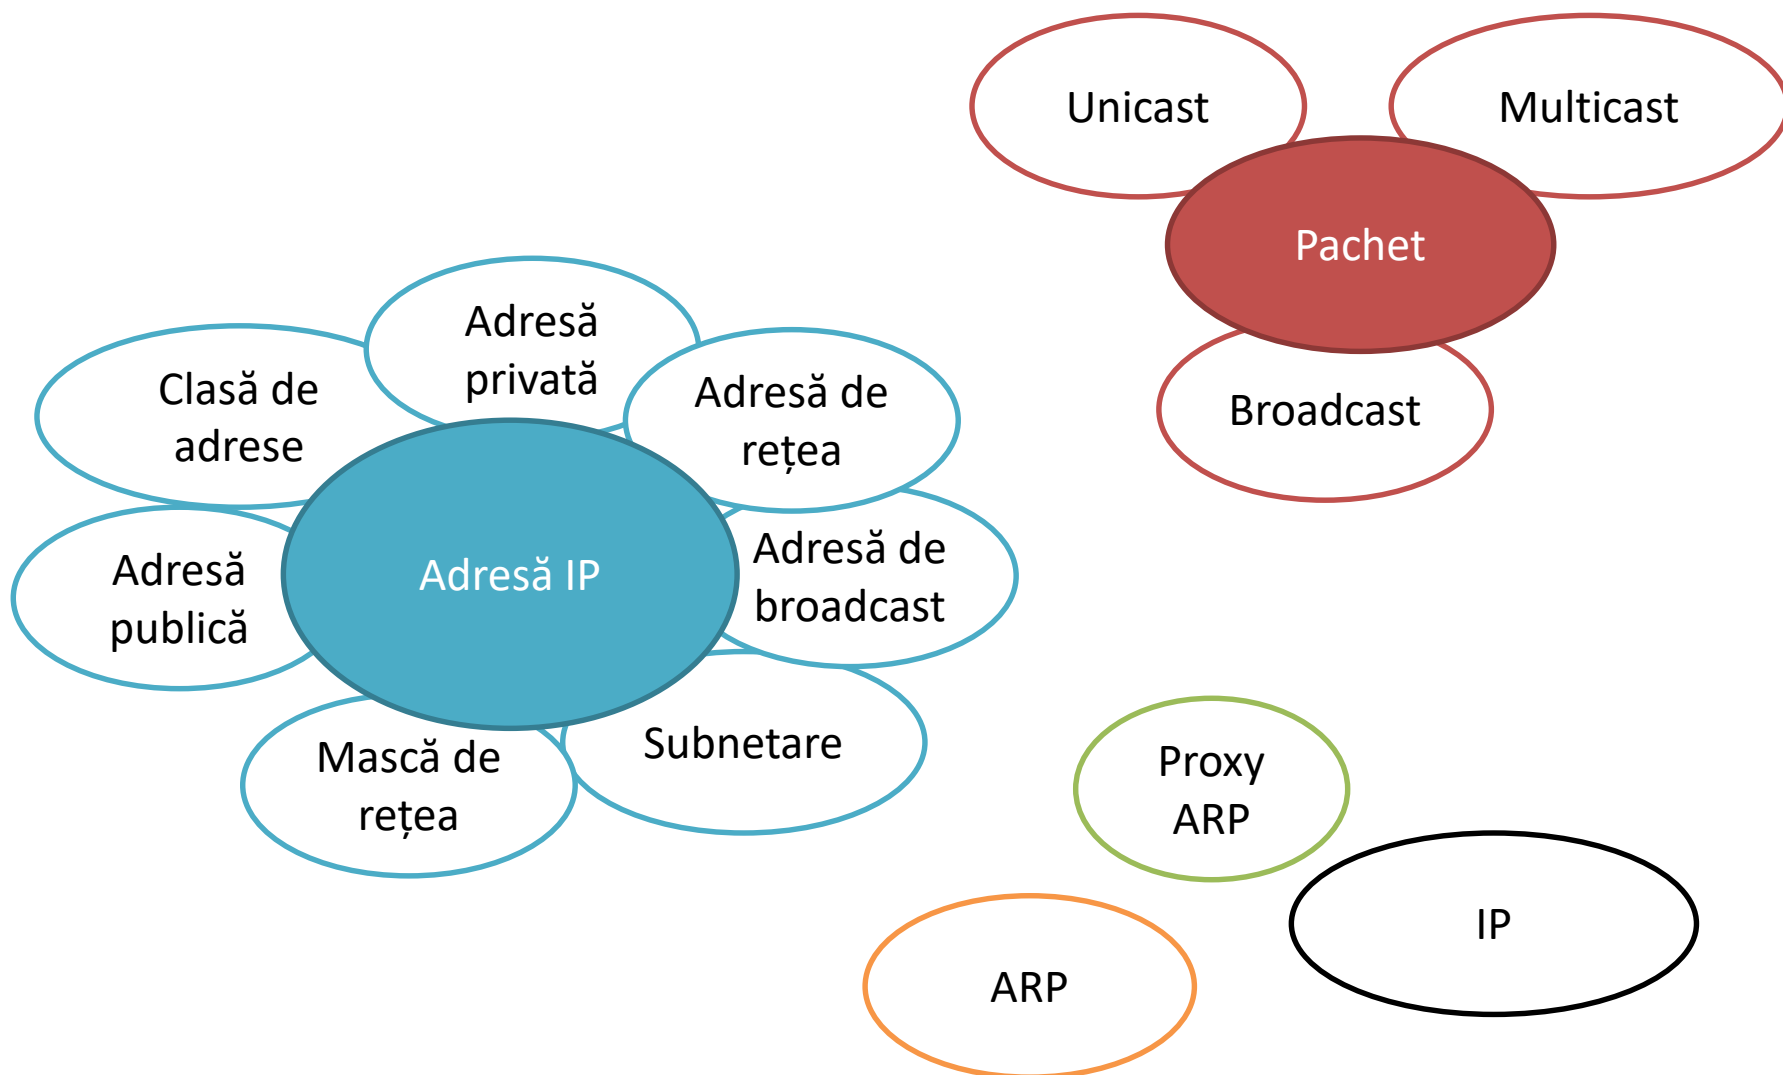 Unicast
Multicast
Pachet
Broadcast
Adresă
privată
Clasă de
adrese
Adresă de
rețea
Adresă IP
Adresă de
broadcast
Adresă
publică
Subnetare
Mască de
rețea
Proxy
ARP
IP
ARP